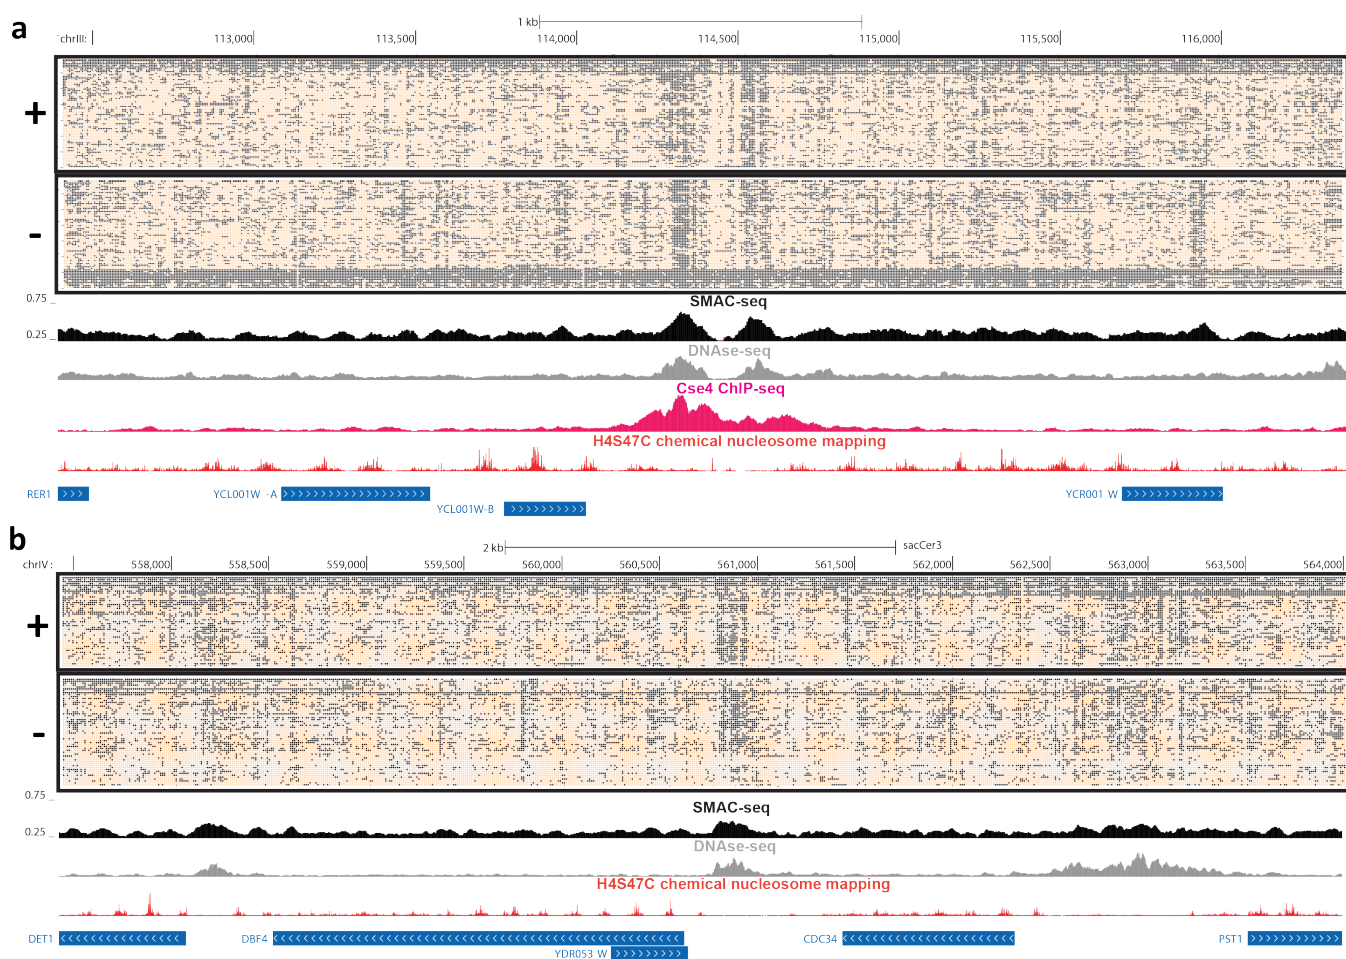 a
1 kb
chrIII: 113,000 113,500 114,000 114,500 115,000 115,500 116,000
+
-
0.75
SMAC-seq
0.25
DNAse-seq
Cse4 ChIP-seq
H4S47C chemical nucleosome mapping
RER1 YCL001W -A YCR001 W
YCL001W-B
b
2 kb sacCer3
chrIV: 558,000 558,500 559,000 559,500 560,000 560,500 561,000 561,500 562,000 562,500 563,000 563,500 564,000
+
-
0.75
SMAC-seq
0.25
DNAse-seq
H4S47C chemical nucleosome mapping
DET1 DBF4 CDC34 PST1
YDR053 W